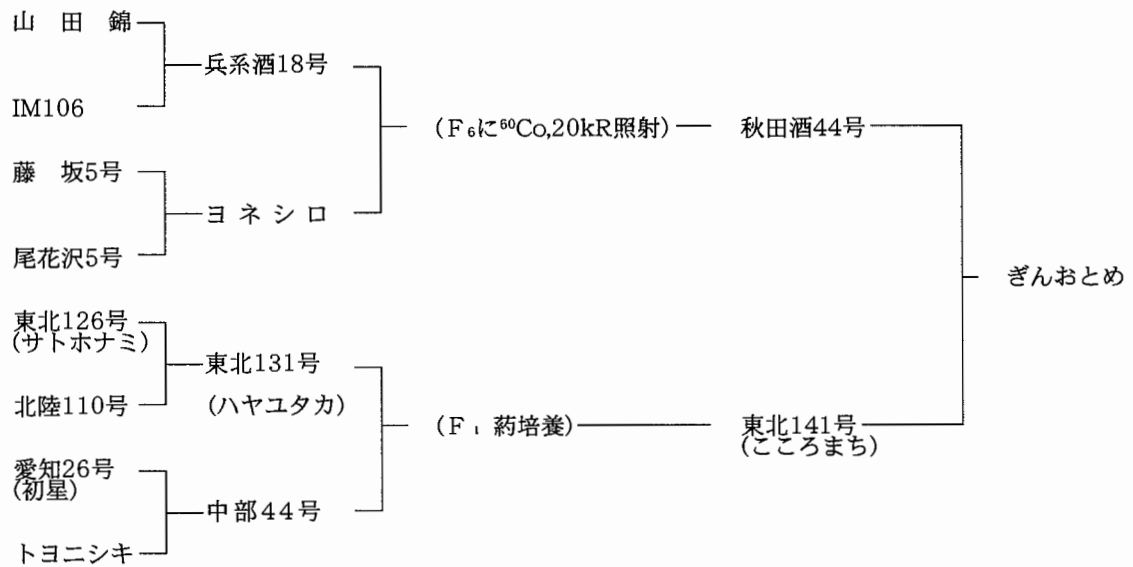 山田錦
兵系酒18号
IM106
(F₆に⁶⁰Co,20kR照射)
秋田酒44号
藤坂5号
ヨネシロ
尾花沢5号
ぎんおとめ
東北126号
(サトホナミ)
東北131号
(ハヤユタカ)
北陸110号
(F₁ 葯培養)
東北141号
(こころまち)
愛知26号
(初星)
中部44号
トヨニシキ